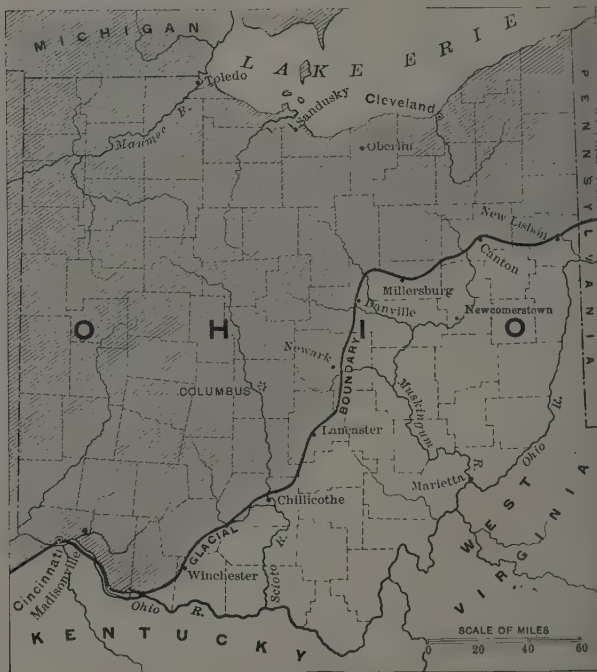 MICHIGAN
LAKE ERIE
Toledo
Maumee R.
Sandusky
Cleveland
Oberlin
PENNSYLVANIA
New Lisbon
Canton
Millersburg
Danville
Newcomerstown
OHIO
Newark
BOUNDARY
COLUMBUS
Muskingum R.
Lancaster
Marietta
Ohio R.
Chillicothe
WEST VIRGINIA
GLACIAL
Cincinnati
Madisonville
Winchester
Scioto R.
Ohio R.
KENTUCKY
SCALE OF MILES
0 20 40 60